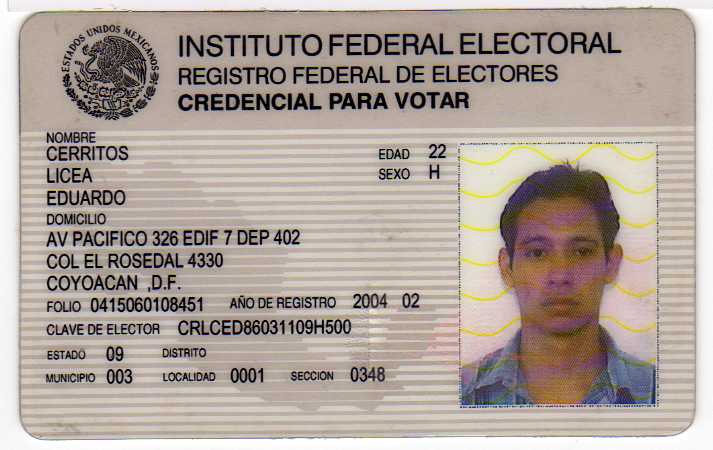 ESTADOS UNIDOS MEXICANOS
INSTITUTO FEDERAL ELECTORAL
REGISTRO FEDERAL DE ELECTORES
CREDENCIAL PARA VOTAR
NOMBRE
CERRITOS
EDAD 22
LICEA
SEXO H
EDUARDO
DOMICILIO
AV PACIFICO 326 EDIF 7 DEP 402
COL EL ROSEDAL 4330
COYOACAN ,D.F.
FOLIO 0415060108451 AÑO DE REGISTRO 2004 02
CLAVE DE ELECTOR CRLCED86031109H500
ESTADO 09 DISTRITO
MUNICIPIO 003 LOCALIDAD 0001 SECCION 0348